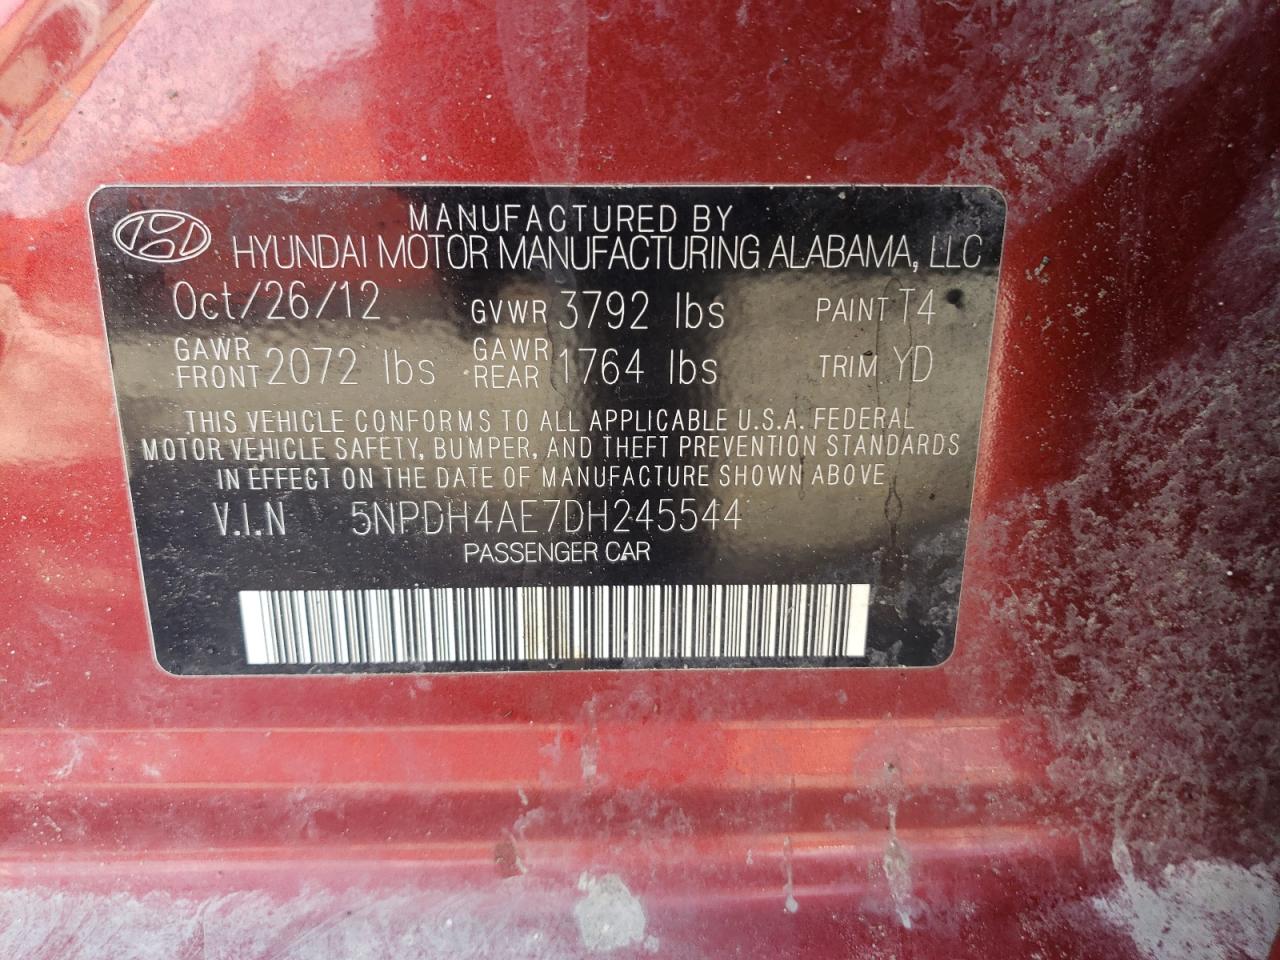 MANUFACTURED BY
HYUNDAI MOTOR MANUFACTURING ALABAMA, LLC
Oct/26/12 GVWR 3792 lbs PAINT T4
GAWR FRONT 2072 lbs GAWR REAR 1764 lbs TRIM YD
THIS VEHICLE CONFORMS TO ALL APPLICABLE U.S.A. FEDERAL
MOTOR VEHICLE SAFETY, BUMPER, AND THEFT PREVENTION STANDARDS
IN EFFECT ON THE DATE OF MANUFACTURE SHOWN ABOVE
V.I.N 5NPDH4AE7DH245544
PASSENGER CAR